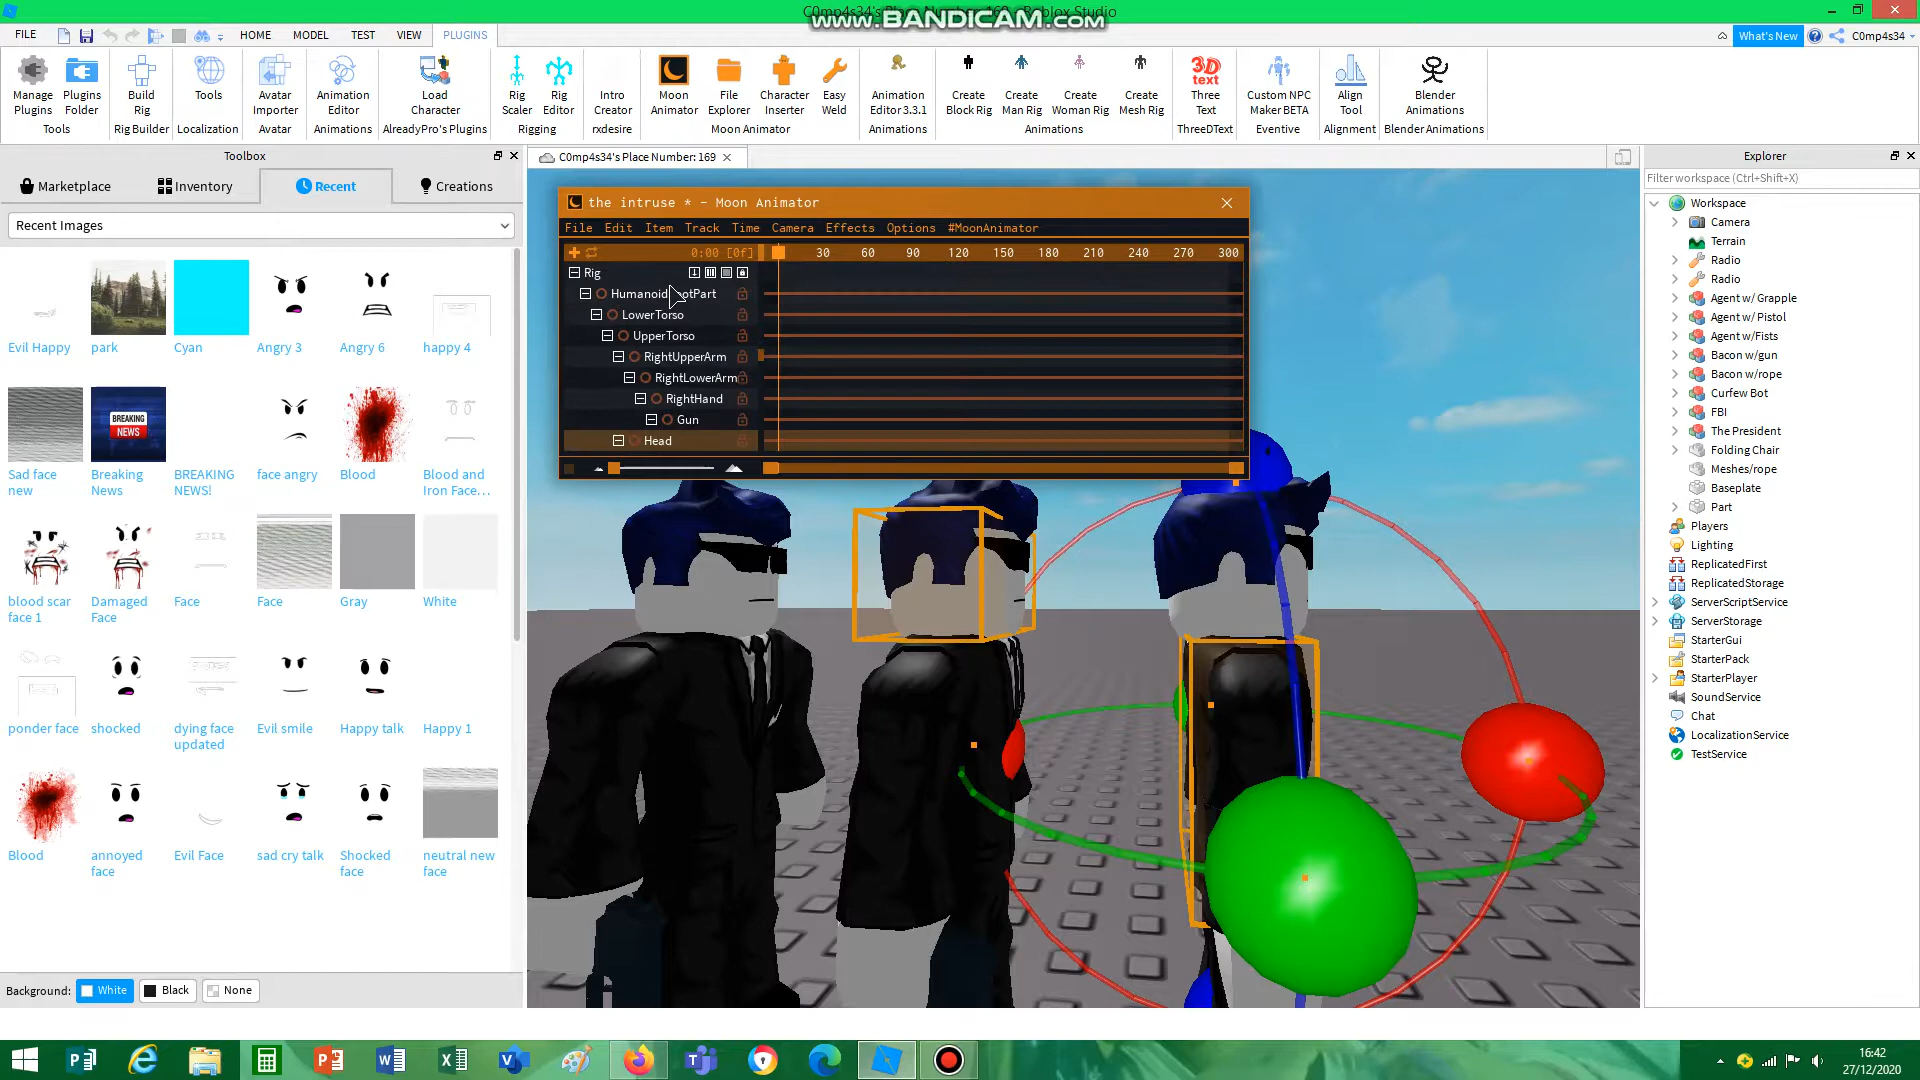 C0mp4s34's Place Number: 169 - Roblox Studio
www.BANDICAM.com
FILE HOME MODEL TEST VIEW PLUGINS
What's New C0mp4s34
Manage Plugins
Plugins Folder
Tools
Build Rig
Rig Builder
Tools
Localization
Avatar Importer
Avatar
Animation Editor
Animations
Load Character
AlreadyPro's Plugins
Rig Scaler
Rig Editor
Rigging
Intro Creator
rxdesire
Moon Animator
File Explorer
Character Inserter
Easy Weld
Moon Animator
Animation Editor 3.3.1
Animations
Create Block Rig
Create Man Rig
Create Woman Rig
Create Mesh Rig
Animations
3D text
Three Text
ThreeDText
Custom NPC Maker BETA
Eventive
Align Tool
Alignment
Blender Animations
Blender Animations
Toolbox
Marketplace Inventory Recent Creations
Recent Images
Evil Happy
park
Cyan
Angry 3
Angry 6
happy 4
BREAKING NEWS
Sad face new
Breaking News
BREAKING NEWS!
face angry
Blood
Blood and Iron Face...
blood scar face 1
Damaged Face
Face
Face
Gray
White
ponder face
shocked
dying face updated
Evil smile
Happy talk
Happy 1
Blood
annoyed face
Evil Face
sad cry talk
Shocked face
neutral new face
Background: White Black None
C0mp4s34's Place Number: 169
the intruse * - Moon Animator
File Edit Item Track Time Camera Effects Options #MoonAnimator
0:00 [0f] 30 60 90 120 150 180 210 240 270 300
Rig
LowerTorso
UpperTorso
RightUpperArm
RightLowerArm
RightHand
Gun
Head
Explorer
Filter workspace (Ctrl+Shift+X)
Workspace
Camera
Terrain
Radio
Radio
Agent w/ Grapple
Agent w/ Pistol
Agent w/Fists
Bacon w/gun
Bacon w/rope
Curfew Bot
FBI
The President
Folding Chair
Meshes/rope
Baseplate
Part
Players
Lighting
ReplicatedFirst
ReplicatedStorage
ServerScriptService
ServerStorage
StarterGui
StarterPack
StarterPlayer
SoundService
Chat
LocalizationService
TestService
16:42
27/12/2020